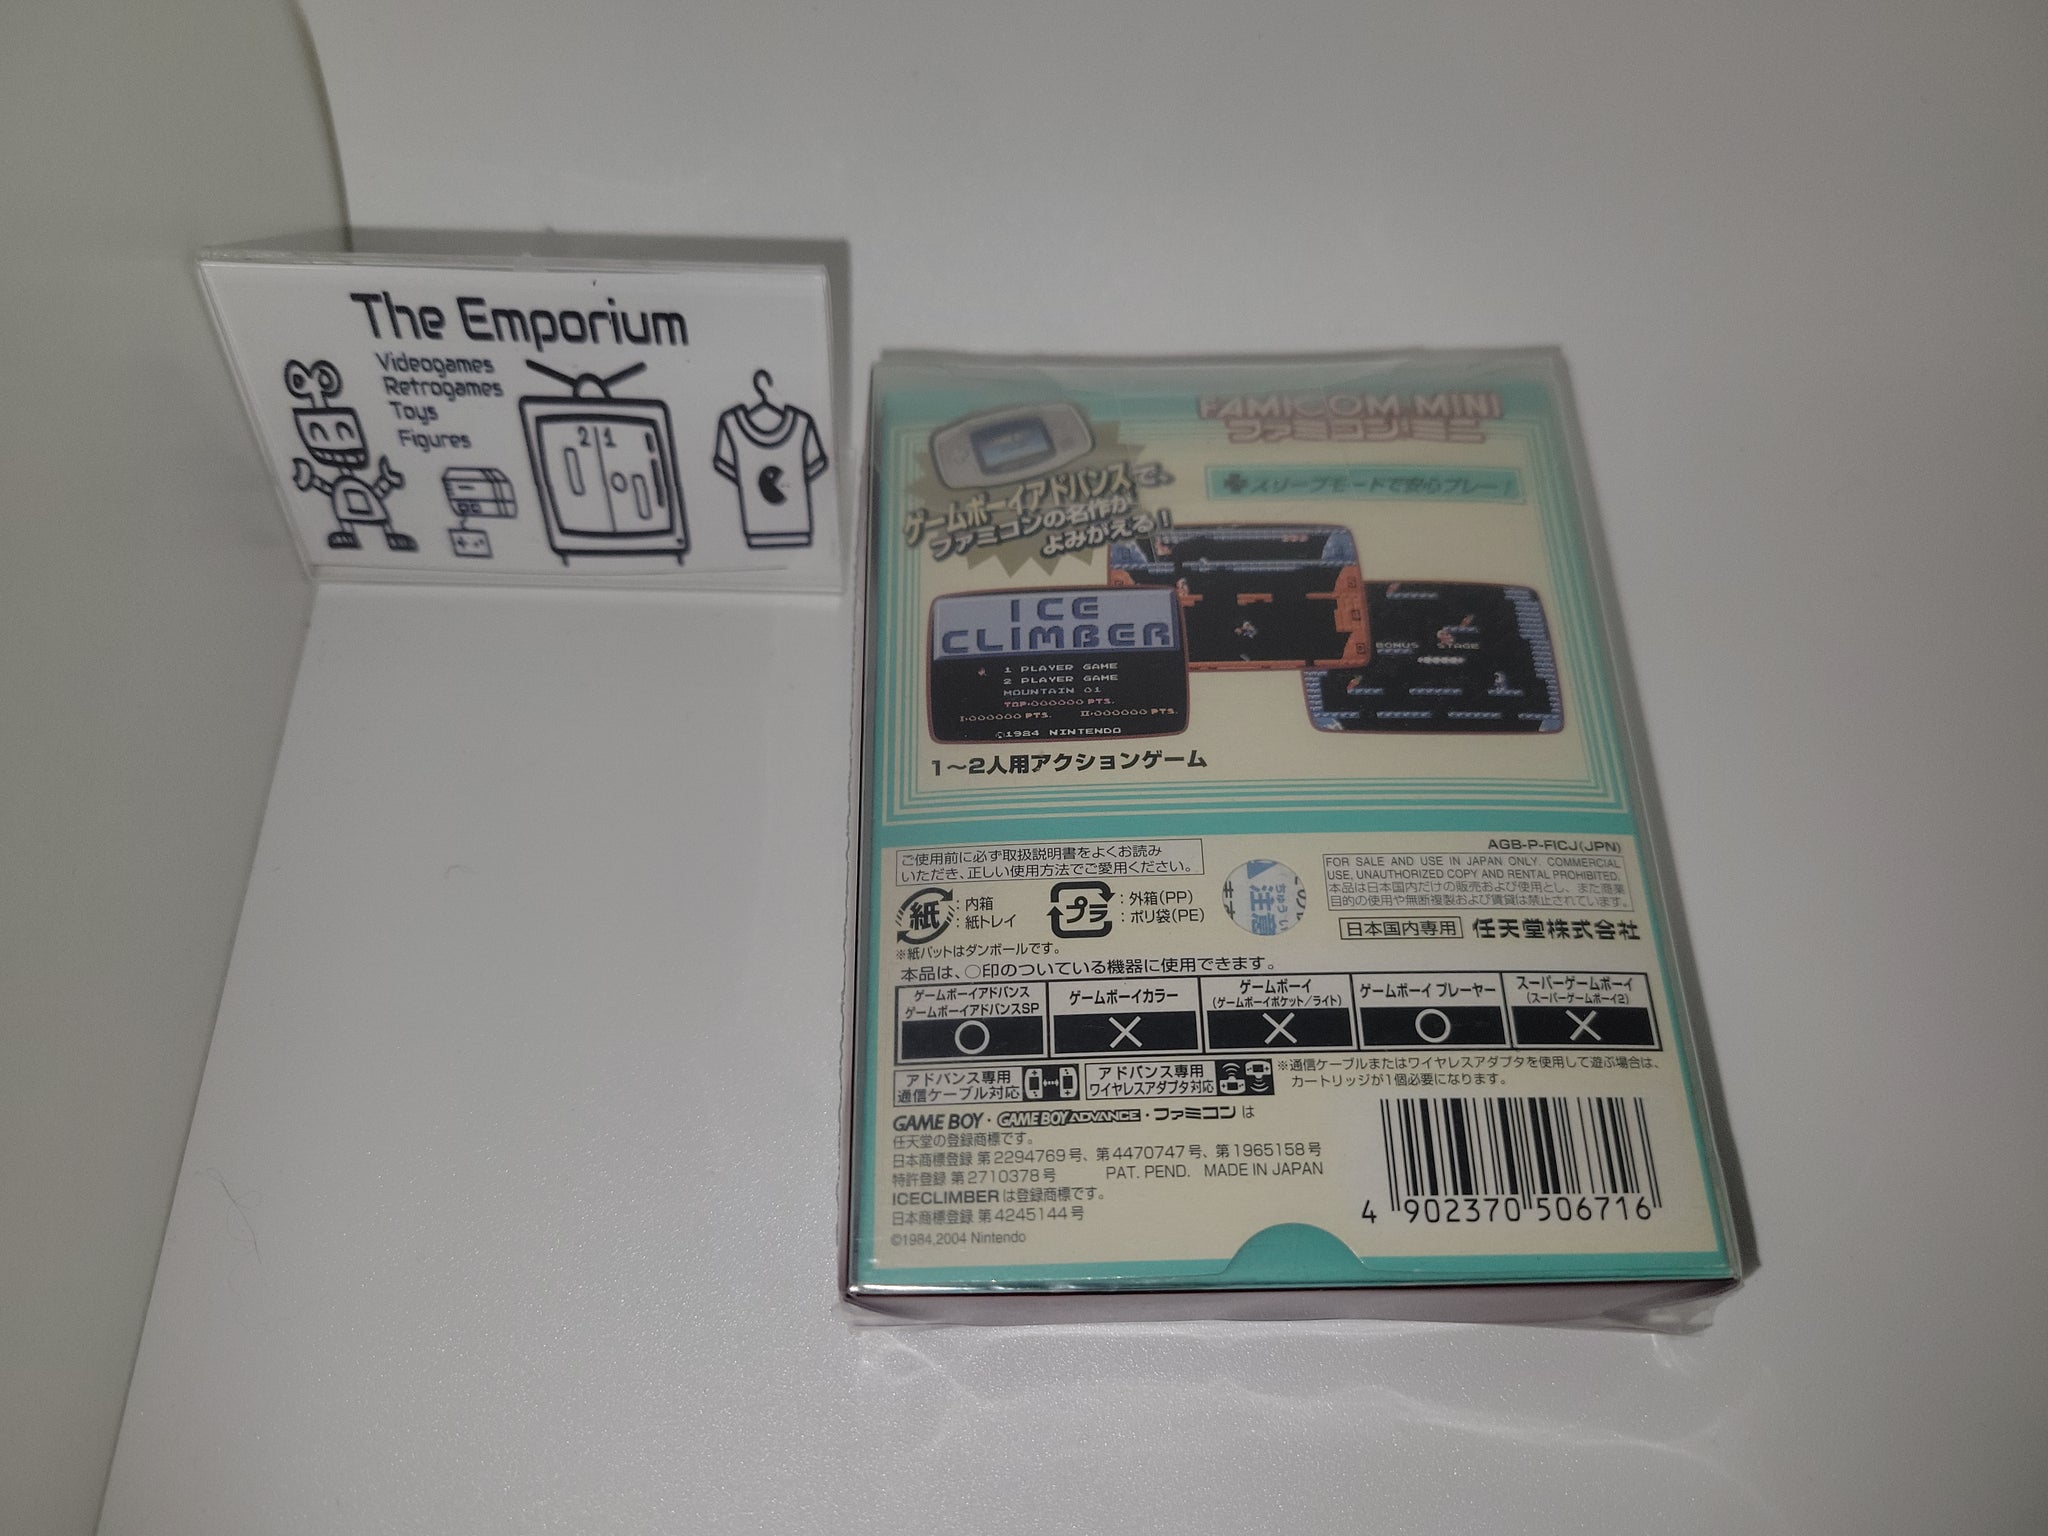 The Emporium
Videogames
Retrogames
Toys
Figures
21
FAMICOM MINI
ファミコンミニ
ゲームボーイアドバンスで、
ファミコンの名作が
よみがえる!
スリープモードで安心プレー!
ICE
CLIMBER
1 PLAYER GAME
2 PLAYER GAME
MOUNTAIN 01
TOP-000000 PTS.
I-000000 PTS. II-000000 PTS.
©1984 NINTENDO
BONUS STAGE
1~2人用アクションゲーム
AGB-P-FICJ(JPN)
ご使用前に必ず取扱説明書をよくお読み
いただき、正しい使用方法でご愛用ください。
紙
:内箱
:紙トレイ
プラ
:外箱(PP)
:ポリ袋(PE)
※紙パットはダンボールです。
ちゅうい
注意
FOR SALE AND USE IN JAPAN ONLY. COMMERCIAL
USE, UNAUTHORIZED COPY AND RENTAL PROHIBITED.
本品は日本国内だけの販売および使用とし、また商業
目的の使用や無断複製および賃貸は禁止されています。
日本国内専用 任天堂株式会社
本品は、○印のついている機器に使用できます。
ゲームボーイアドバンス
ゲームボーイアドバンスSP
○
ゲームボーイカラー
×
ゲームボーイ
(ゲームボーイポケット/ライト)
×
ゲームボーイ プレーヤー
○
スーパーゲームボーイ
(スーパーゲームボーイ2)
×
アドバンス専用
通信ケーブル対応
アドバンス専用
ワイヤレスアダプタ対応
※通信ケーブルまたはワイヤレスアダプタを使用して遊ぶ場合は、
カートリッジが1個必要になります。
GAME BOY・GAME BOY ADVANCE・ファミコン は
任天堂の登録商標です。
日本商標登録 第2294769号、第4470747号、第1965158号
特許登録 第2710378号 PAT. PEND. MADE IN JAPAN
ICECLIMBERは登録商標です。
日本商標登録 第4245144号
©1984,2004 Nintendo
4 902370 506716